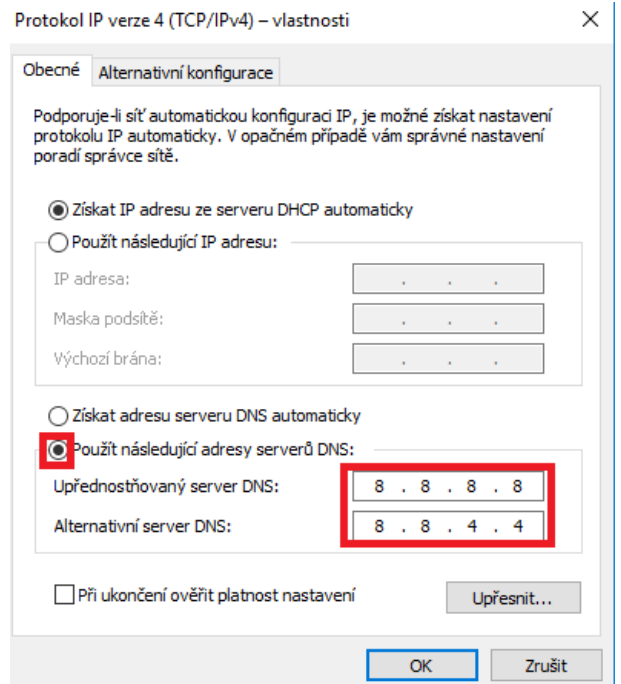 Protokol IP verze 4 (TCP/IPv4) – vlastnosti
Obecné
Alternativní konfigurace
Podporuje-li síť automatickou konfiguraci IP, je možné získat nastavení
protokolu IP automaticky. V opačném případě vám správné nastavení
poradí správce sítě.
Získat IP adresu ze serveru DHCP automaticky
Použít následující IP adresu:
IP adresa:
Maska podsítě:
Výchozí brána:
Získat adresu serveru DNS automaticky
Použít následující adresy serverů DNS:
Upřednostňovaný server DNS: 8 . 8 . 8 . 8
Alternativní server DNS: 8 . 8 . 4 . 4
Při ukončení ověřit platnost nastavení
Upřesnit...
OK
Zrušit